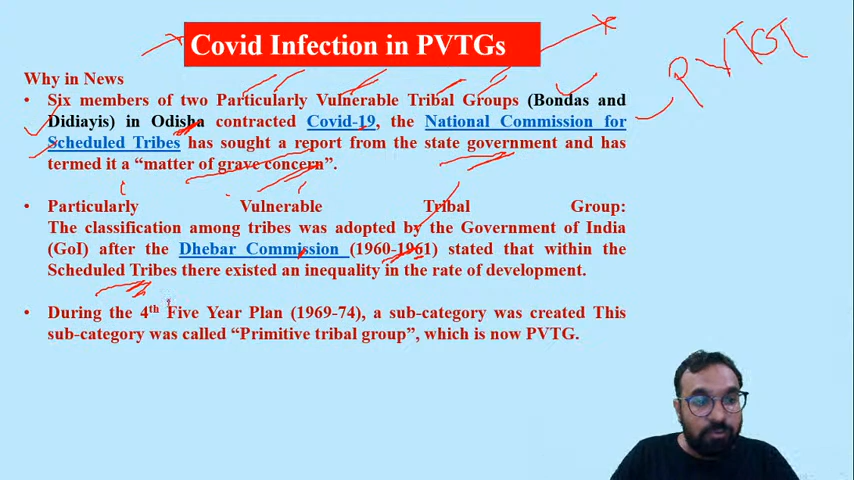 Covid Infection in PVTGs
PVTGT
Why in News
• Six members of two Particularly Vulnerable Tribal Groups (Bondas and
Didiayis) in Odisha contracted Covid-19, the National Commission for
Scheduled Tribes has sought a report from the state government and has
termed it a “matter of grave concern”.
• Particularly Vulnerable Tribal Group:
The classification among tribes was adopted by the Government of India
(GoI) after the Dhebar Commission (1960-1961) stated that within the
Scheduled Tribes there existed an inequality in the rate of development.
• During the 4th Five Year Plan (1969-74), a sub-category was created This
sub-category was called “Primitive tribal group”, which is now PVTG.